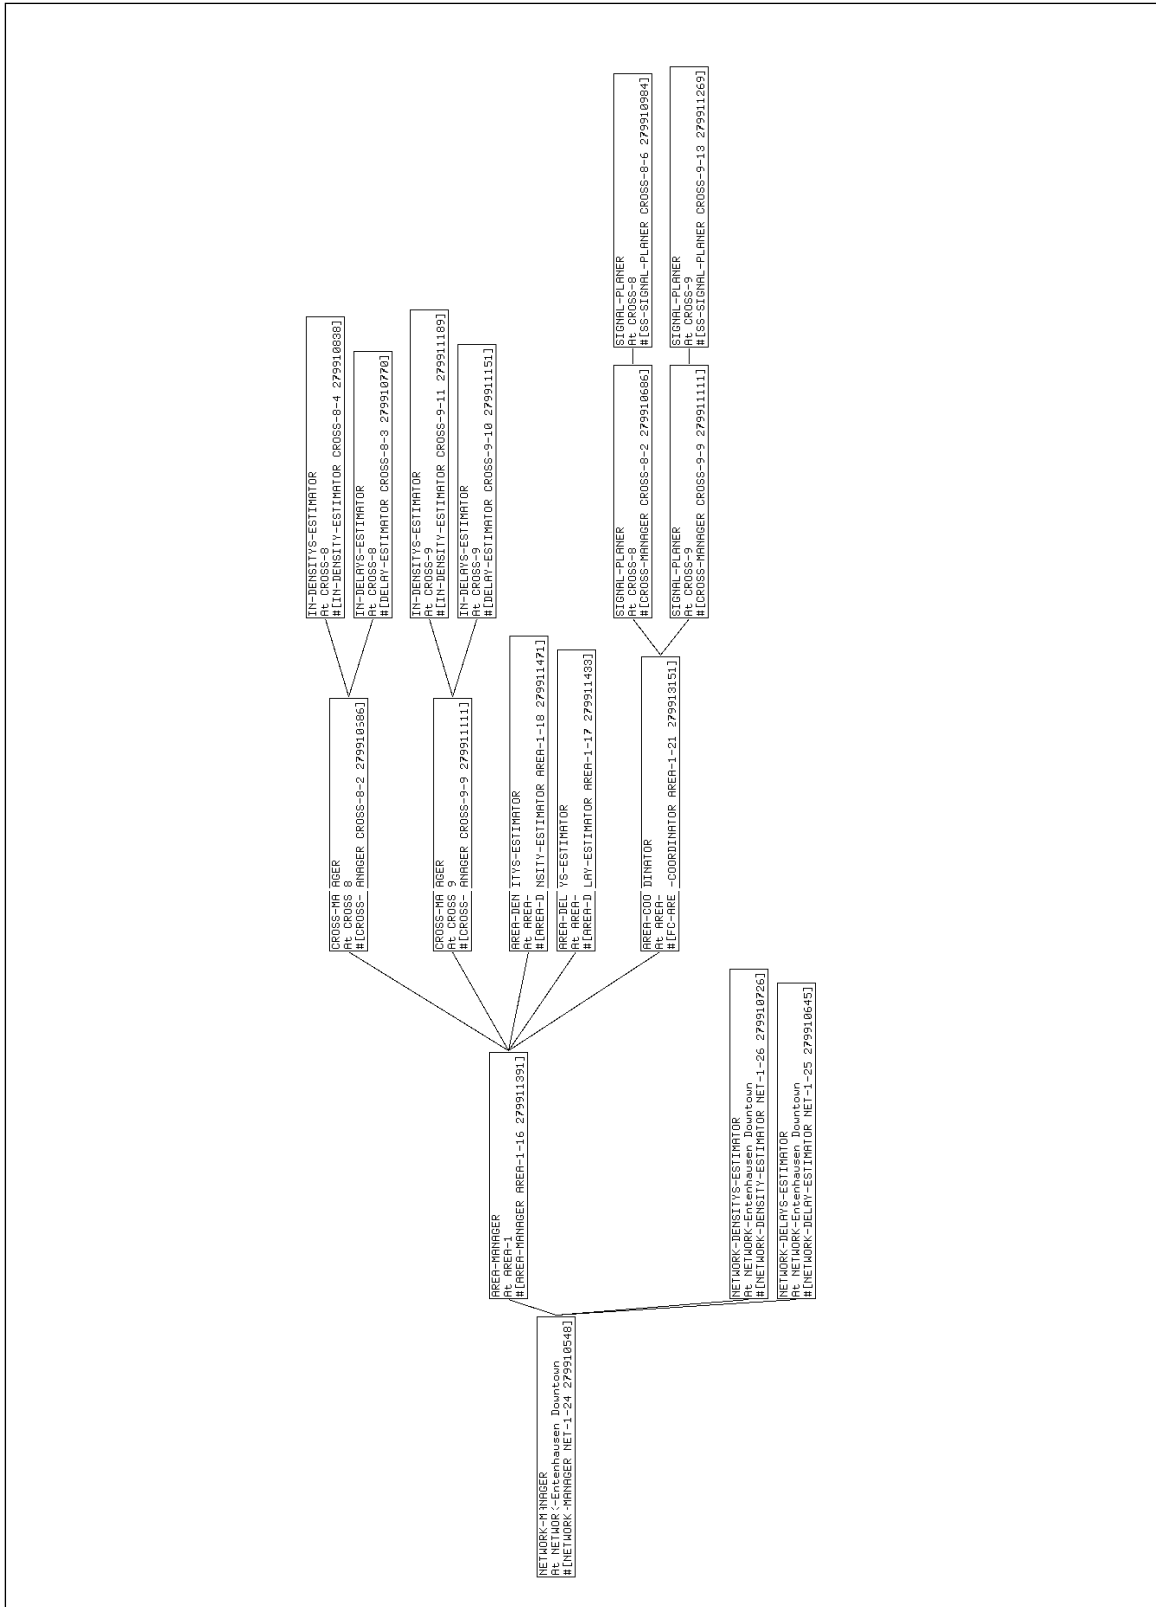 NETWORK-MANAGER
At NETWORK-Entenhausen Downtown
#[NETWORK-MANAGER NET-1-24 279910548]
AREA-MANAGER
At AREA-1
#[AREA-MANAGER AREA-1-16 279911391]
CROSS-MA AGER
At CROSS 8
#[CROSS- ANAGER CROSS-8-2 279910686]
IN-DENSITYS-ESTIMATOR
At CROSS-8
#[IN-DENSITY-ESTIMATOR CROSS-8-4 279910838]
IN-DELAYS-ESTIMATOR
At CROSS-8
#[DELAY-ESTIMATOR CROSS-8-3 279910770]
CROSS-MA AGER
At CROSS 9
#[CROSS- ANAGER CROSS-9-9 279911111]
IN-DENSITYS-ESTIMATOR
At CROSS-9
#[IN-DENSITY-ESTIMATOR CROSS-9-11 279911189]
IN-DELAYS-ESTIMATOR
At CROSS-9
#[DELAY-ESTIMATOR CROSS-9-10 279911151]
AREA-DEN ITYS-ESTIMATOR
At AREA-
#[AREA-D NSITY-ESTIMATOR AREA-1-18 279911471]
AREA-DEL YS-ESTIMATOR
At AREA-
#[AREA-D LAY-ESTIMATOR AREA-1-17 279911433]
AREA-COO DINATOR
At AREA-
#[FC-ARE -COORDINATOR AREA-1-21 279913151]
SIGNAL-PLANER
At CROSS-8
#[CROSS-MANAGER CROSS-8-2 279910686]
SIGNAL-PLANER
At CROSS-8
#[SS-SIGNAL-PLANER CROSS-8-6 279910984]
SIGNAL-PLANER
At CROSS-9
#[CROSS-MANAGER CROSS-9-9 279911111]
SIGNAL-PLANER
At CROSS-9
#[SS-SIGNAL-PLANER CROSS-9-13 279911269]
NETWORK-DENSITYS-ESTIMATOR
At NETWORK-Entenhausen Downtown
#[NETWORK-DENSITY-ESTIMATOR NET-1-26 279910726]
NETWORK-DELAYS-ESTIMATOR
At NETWORK-Entenhausen Downtown
#[NETWORK-DELAY-ESTIMATOR NET-1-25 279910645]